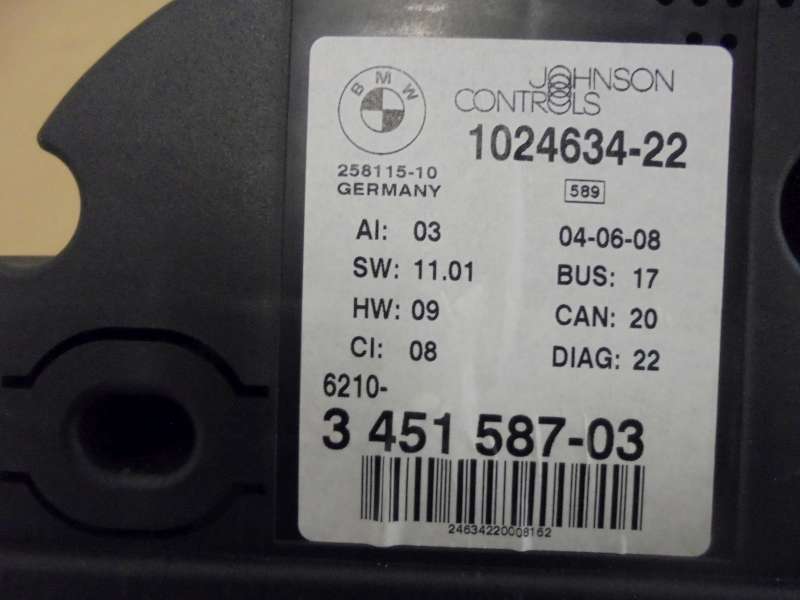 BMW
JOHNSON
CONTROLS
1024634-22
258115-10
GERMANY
589
AI: 03
04-06-08
SW: 11.01
BUS: 17
HW: 09
CAN: 20
CI: 08
DIAG: 22
6210-
3 451 587-03
24634220008162